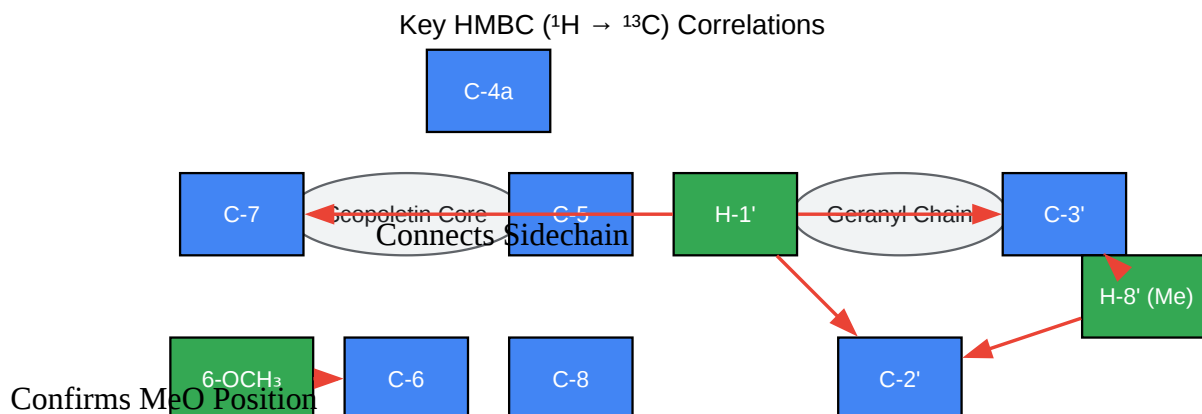 Key HMBC (¹H → ¹³C) Correlations
C-4a
C-7
Scopoletin Core
C-5
H-1'
Geranyl Chain
C-3'
Connects Sidechain
H-8' (Me)
6-OCH₃
C-6
C-8
C-2'
Confirms MeO Position